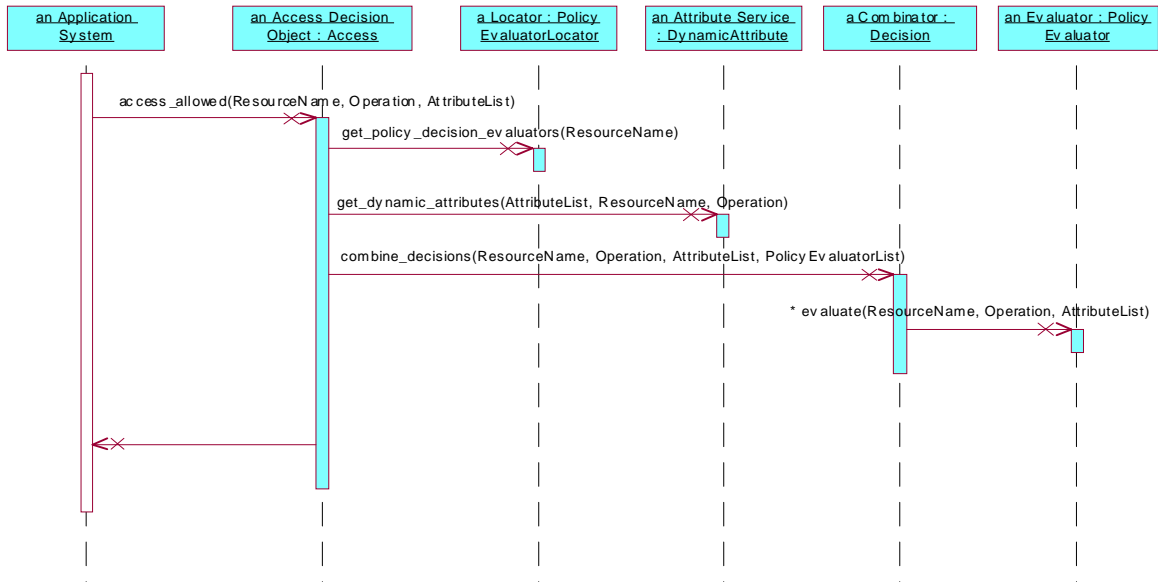 an Application
System
an Access Decision
Object : Access
a Locator : Policy
EvaluatorLocator
an Attribute Service
: DynamicAttribute
a Combinator :
Decision
an Evaluator : Policy
Evaluator
access_allowed(ResourceName, Operation, AttributeList)
get_policy_decision_evaluators(ResourceName)
get_dynamic_attributes(AttributeList, ResourceName, Operation)
combine_decisions(ResourceName, Operation, AttributeList, PolicyEvaluatorList)
* evaluate(ResourceName, Operation, AttributeList)